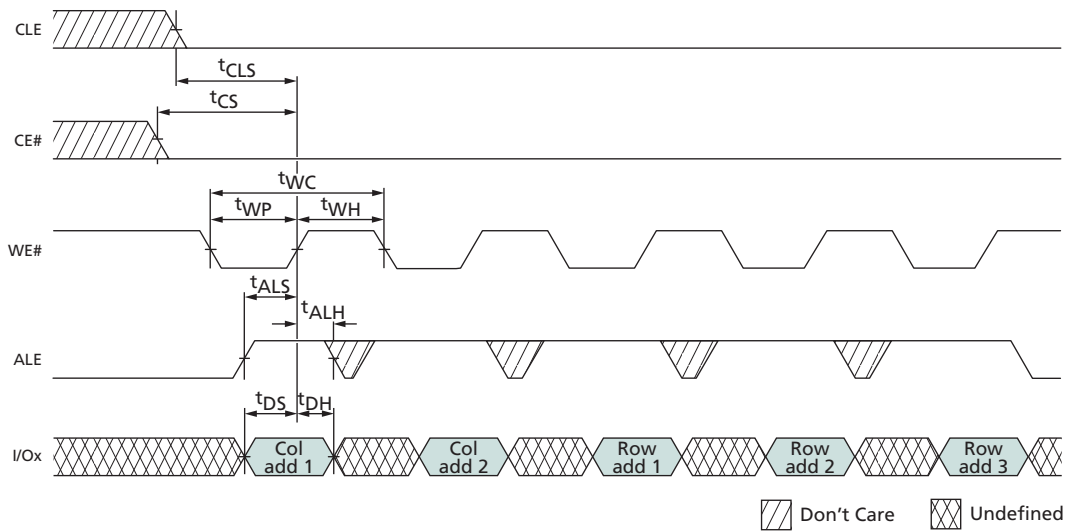 CLE
tCLS
tCS
CE#
tWC
tWP
tWH
WE#
tALS
tALH
ALE
tDS
tDH
I/Ox
Col
add 1
Col
add 2
Row
add 1
Row
add 2
Row
add 3
Don't Care
Undefined